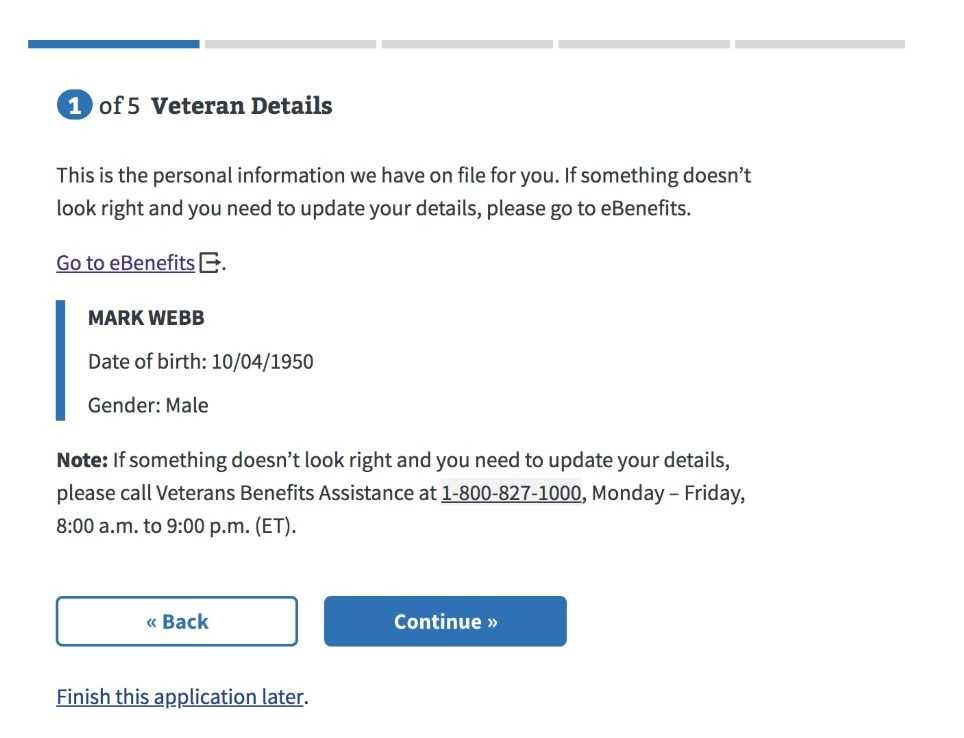 1 of 5 Veteran Details
This is the personal information we have on file for you. If something doesn’t
look right and you need to update your details, please go to eBenefits.
Go to eBenefits.
MARK WEBB
Date of birth: 10/04/1950
Gender: Male
Note: If something doesn’t look right and you need to update your details,
please call Veterans Benefits Assistance at 1-800-827-1000, Monday – Friday,
8:00 a.m. to 9:00 p.m. (ET).
« Back
Continue »
Finish this application later.